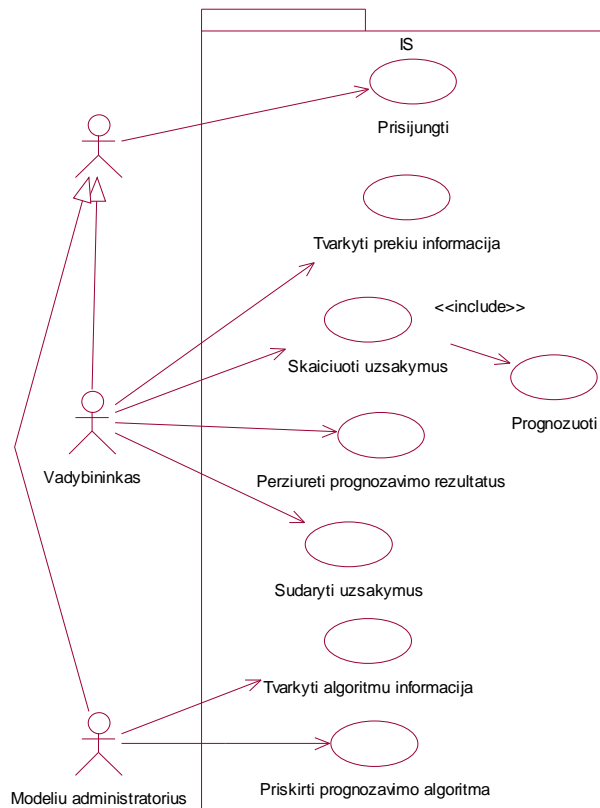 IS
Prisijungti
Tvarkyti prekiu informacija
<<include>>
Skaiciuoti uzsakymus
Prognozuoti
Vadybininkas
Perziureti prognozavimo rezultatus
Sudaryti uzsakymus
Tvarkyti algoritmu informacija
Modeliu administratorius
Priskirti prognozavimo algoritma